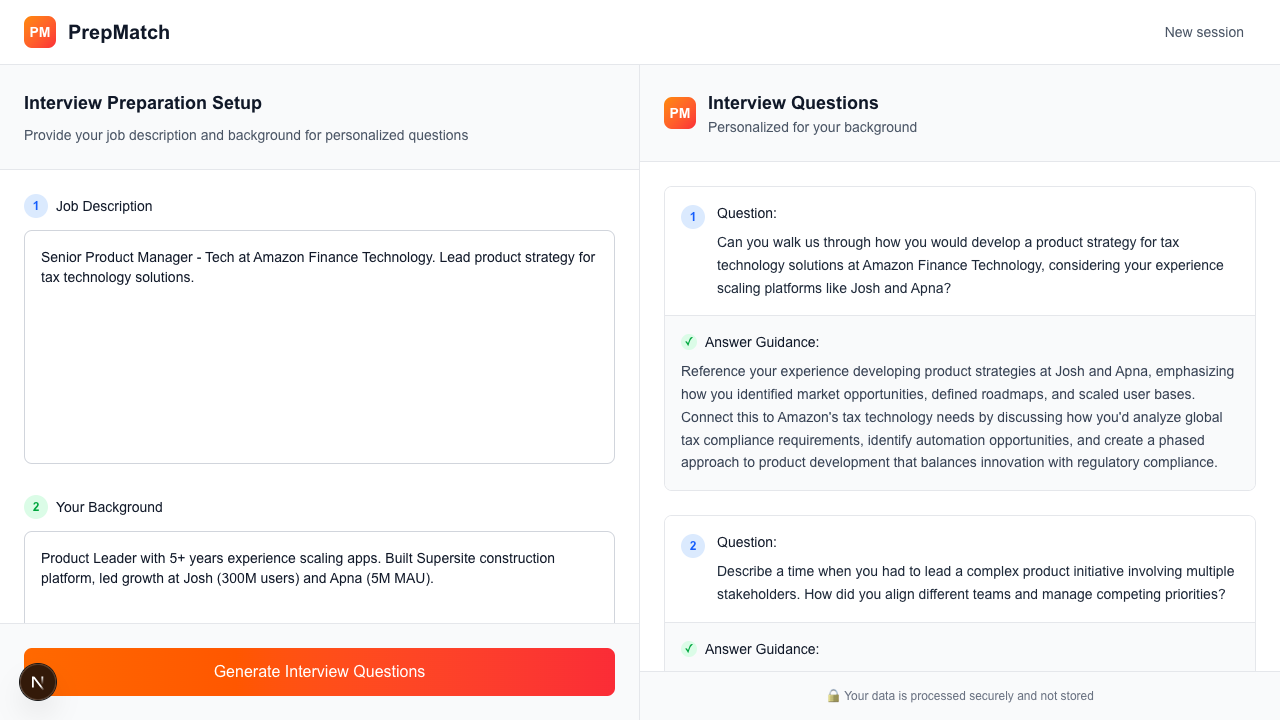 PM
PrepMatch
New session
Interview Preparation Setup
Provide your job description and background for personalized questions
1
Job Description
Senior Product Manager - Tech at Amazon Finance Technology. Lead product strategy for
tax technology solutions.
2
Your Background
Product Leader with 5+ years experience scaling apps. Built Supersite construction
platform, led growth at Josh (300M users) and Apna (5M MAU).
Generate Interview Questions
N
PM
Interview Questions
Personalized for your background
1
Question:
Can you walk us through how you would develop a product strategy for tax
technology solutions at Amazon Finance Technology, considering your experience
scaling platforms like Josh and Apna?
✓ Answer Guidance:
Reference your experience developing product strategies at Josh and Apna, emphasizing
how you identified market opportunities, defined roadmaps, and scaled user bases.
Connect this to Amazon's tax technology needs by discussing how you'd analyze global
tax compliance requirements, identify automation opportunities, and create a phased
approach to product development that balances innovation with regulatory compliance.
2
Question:
Describe a time when you had to lead a complex product initiative involving multiple
stakeholders. How did you align different teams and manage competing priorities?
✓ Answer Guidance:
🔒 Your data is processed securely and not stored